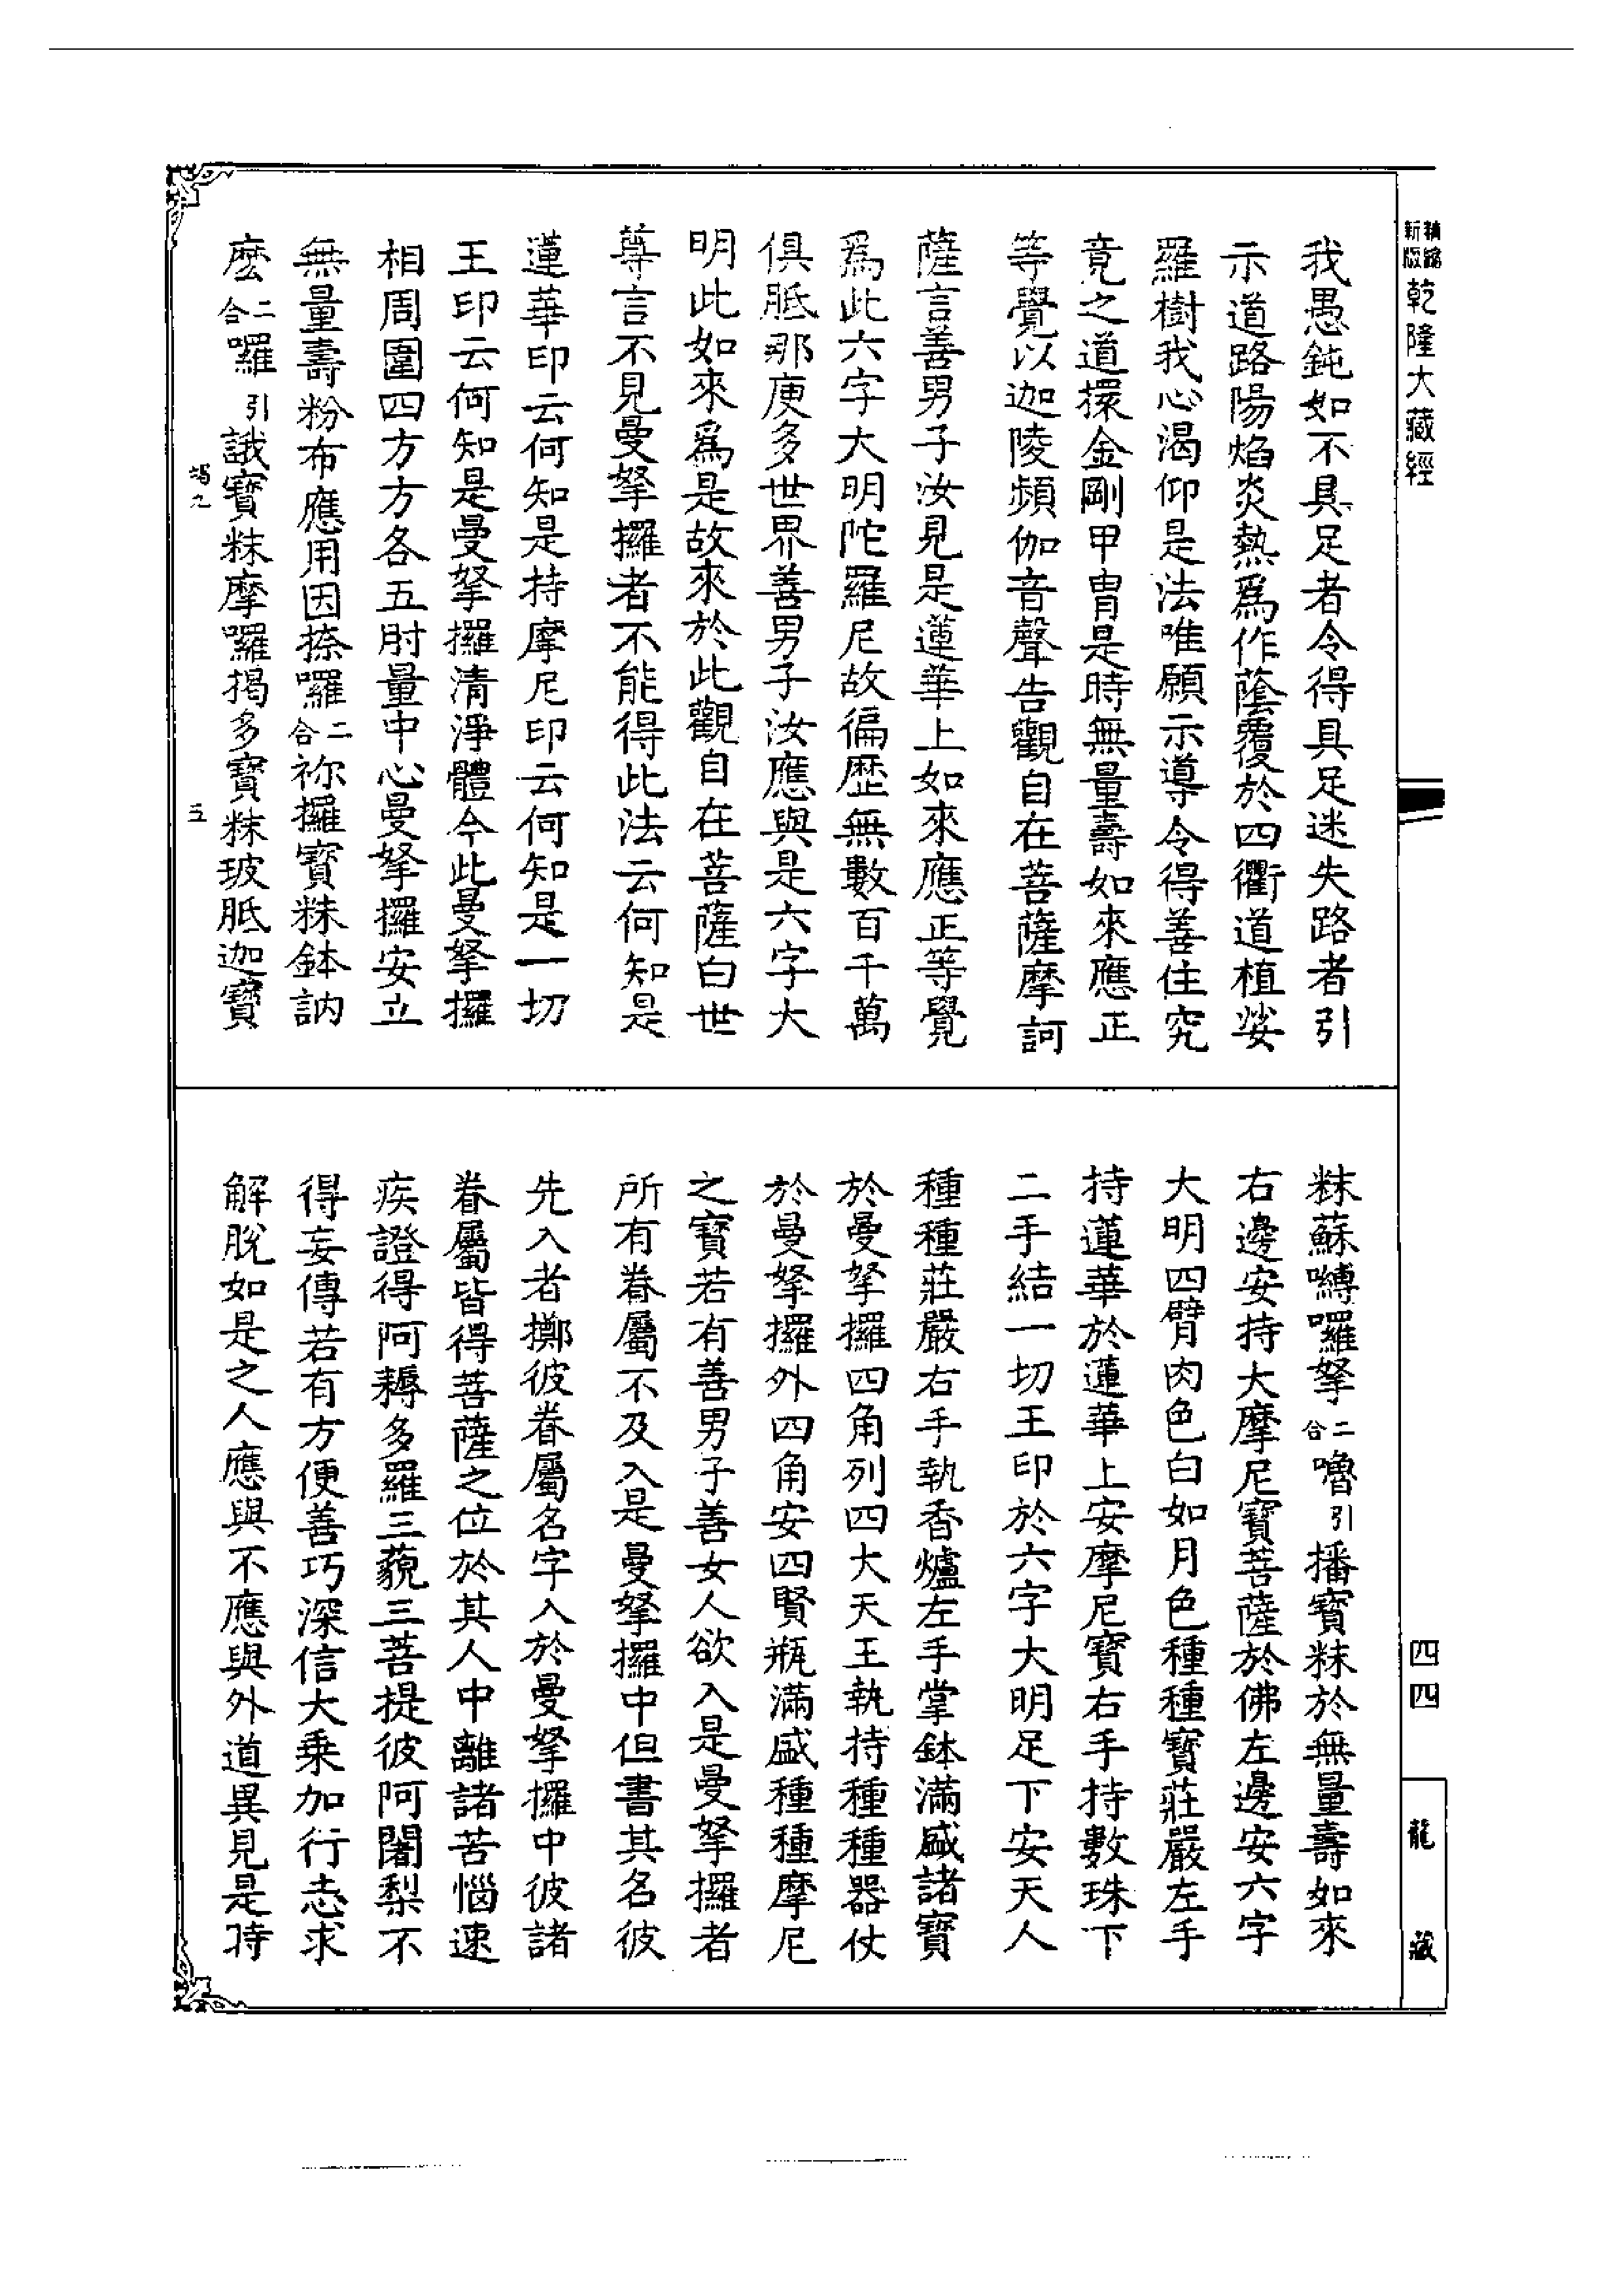 新版 精縮 乾隆大藏經
我愚鈍如不具足者令得具足迷失路者引
示道路陽焰炎熱爲作蔭覆於四衢道植娑
羅樹我心渴仰是法唯願示導令得善住究
竟之道擐金剛甲冑是時無量壽如來應正
等覺以迦陵頻伽音聲告觀自在菩薩摩訶
薩言善男子汝見是蓮華上如來應正等覺
爲此六字大明陀羅尼故徧歷無數百千萬
俱胝那庾多世界善男子汝應與是六字大
明此如來爲是故來於此觀自在菩薩白世
尊言不見曼拏攞者不能得此法云何知是
蓮華印云何知是持摩尼印云何知是一切
王印云何知是曼拏攞清淨體今此曼拏攞
相周圍四方方各五肘量中心曼拏攞安立
無量壽粉布應用因捺囉二合祢攞寶粖鉢訥
麽二合囉引誐寶粖摩囉揭多寶粖玻胝迦寶
五
粖蘇嚩囉拏二合嚕引播寶粖於無量壽如來
右邊安持大摩尼寶菩薩於佛左邊安六字
大明四臂肉色白如月色種種寶莊嚴左手
持蓮華於蓮華上安摩尼寶右手持數珠下
二手結一切王印於六字大明足下安天人
種種莊嚴右手執香爐左手掌鉢滿盛諸寶
於曼拏攞四角列四大天王執持種種器仗
於曼拏攞外四角安四賢瓶滿盛種種摩尼
之寶若有善男子善女人欲入是曼拏攞者
所有眷屬不及入是曼拏攞中但書其名彼
先入者擲彼眷屬名字入於曼拏攞中彼諸
眷屬皆得菩薩之位於其人中離諸苦惱速
疾證得阿耨多羅三藐三菩提彼阿闍梨不
得妄傳若有方便善巧深信大乘加行志求
解脫如是之人應與不應與外道異見是時
四四
龍藏